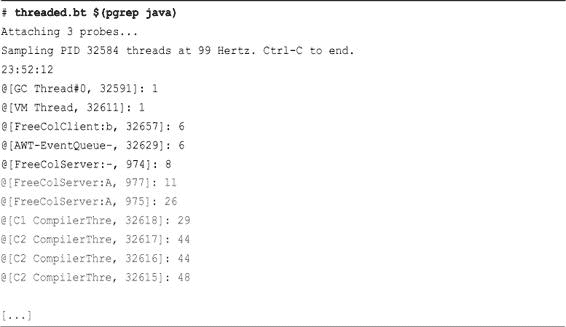 # threaded.bt $(pgrep java)
Attaching 3 probes...
Sampling PID 32584 threads at 99 Hertz. Ctrl-C to end.
23:52:12
@[GC Thread#0, 32591]: 1
@[VM Thread, 32611]: 1
@[FreeColClient:b, 32657]: 6
@[AWT-EventQueue-, 32629]: 6
@[FreeColServer:-, 974]: 8
@[FreeColServer:A, 977]: 11
@[FreeColServer:A, 975]: 26
@[C1 CompilerThre, 32618]: 29
@[C2 CompilerThre, 32617]: 44
@[C2 CompilerThre, 32616]: 44
@[C2 CompilerThre, 32615]: 48
[...]